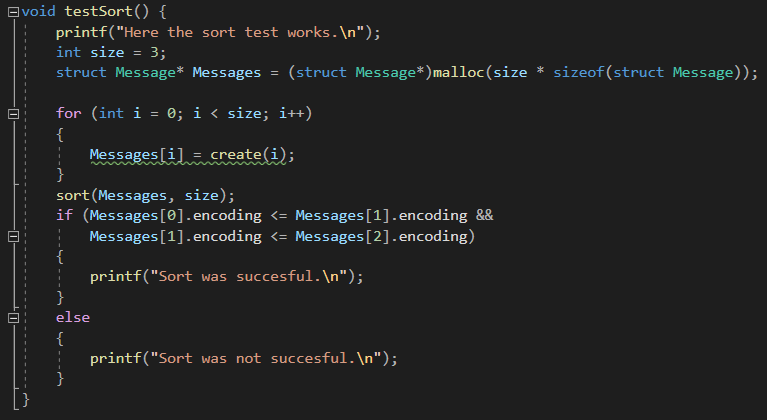 void testSort() {
printf("Here the sort test works.\n");
int size = 3;
struct Message* Messages = (struct Message*)malloc(size * sizeof(struct Message));
for (int i = 0; i < size; i++)
{
Messages[i] = create(i);
}
sort(Messages, size);
if (Messages[0].encoding <= Messages[1].encoding &&
Messages[1].encoding <= Messages[2].encoding)
{
printf("Sort was succesful.\n");
}
else
{
printf("Sort was not succesful.\n");
}
}